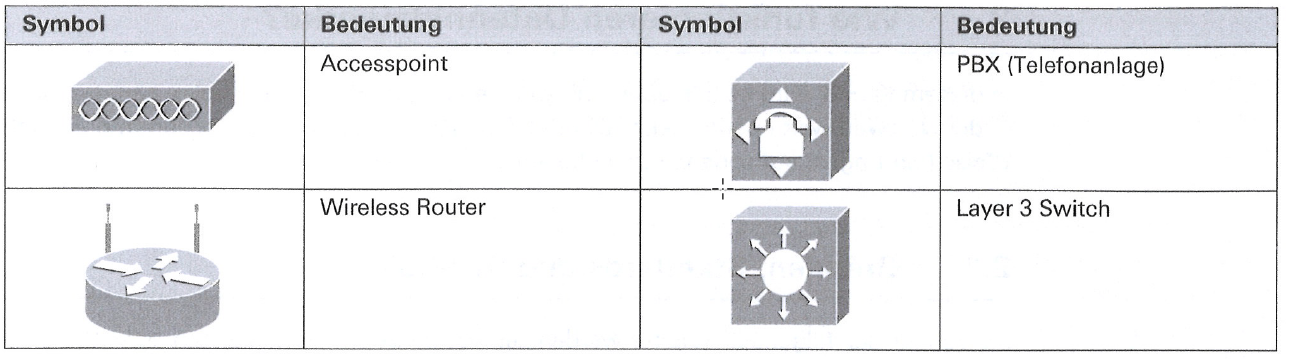 Symbol Bedeutung Symbol Bedeutung
Accesspoint PBX (Telefonanlage)
Wireless Router Layer 3 Switch